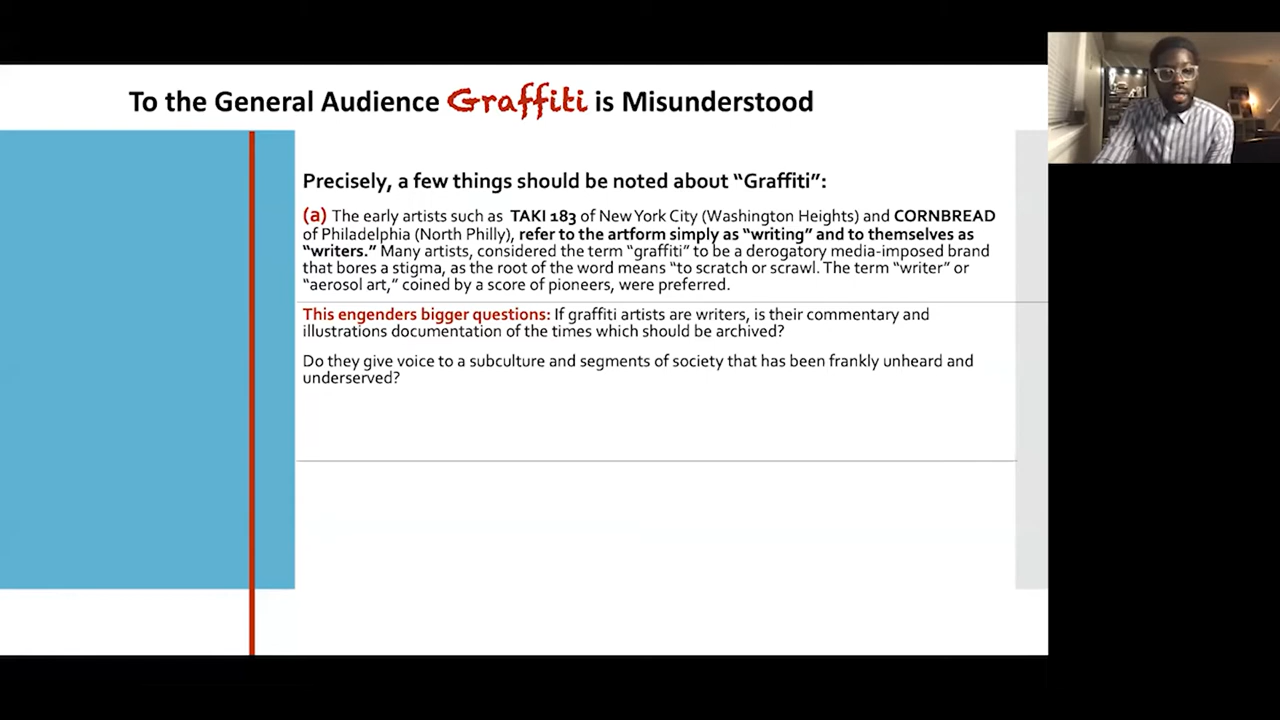 To the General Audience Graffiti is Misunderstood
Precisely, a few things should be noted about “Graffiti”:
(a) The early artists such as TAKI 183 of New York City (Washington Heights) and CORNBREAD
of Philadelphia (North Philly), refer to the artform simply as “writing” and to themselves as
“writers.” Many artists, considered the term “graffiti” to be a derogatory media-imposed brand
that bores a stigma, as the root of the word means “to scratch or scrawl. The term “writer” or
“aerosol art,” coined by a score of pioneers, were preferred.
This engenders bigger questions: If graffiti artists are writers, is their commentary and
illustrations documentation of the times which should be archived?
Do they give voice to a subculture and segments of society that has been frankly unheard and
underserved?